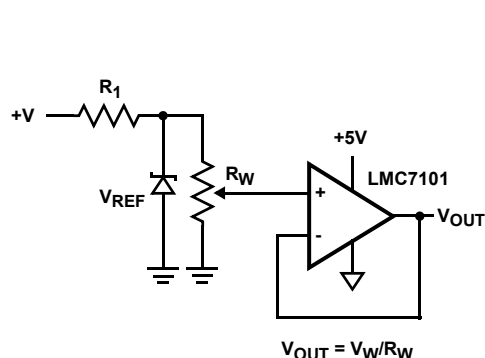 R1
+V
+5V
RW
LMC7101
VREF
+
-
VOUT
VOUT = VW/RW